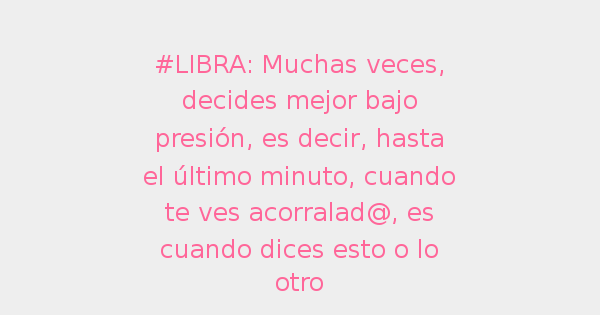 #LIBRA: Muchas veces,
decides mejor bajo
presión, es decir, hasta
el último minuto, cuando
te ves acorralad@, es
cuando dices esto o lo
otro